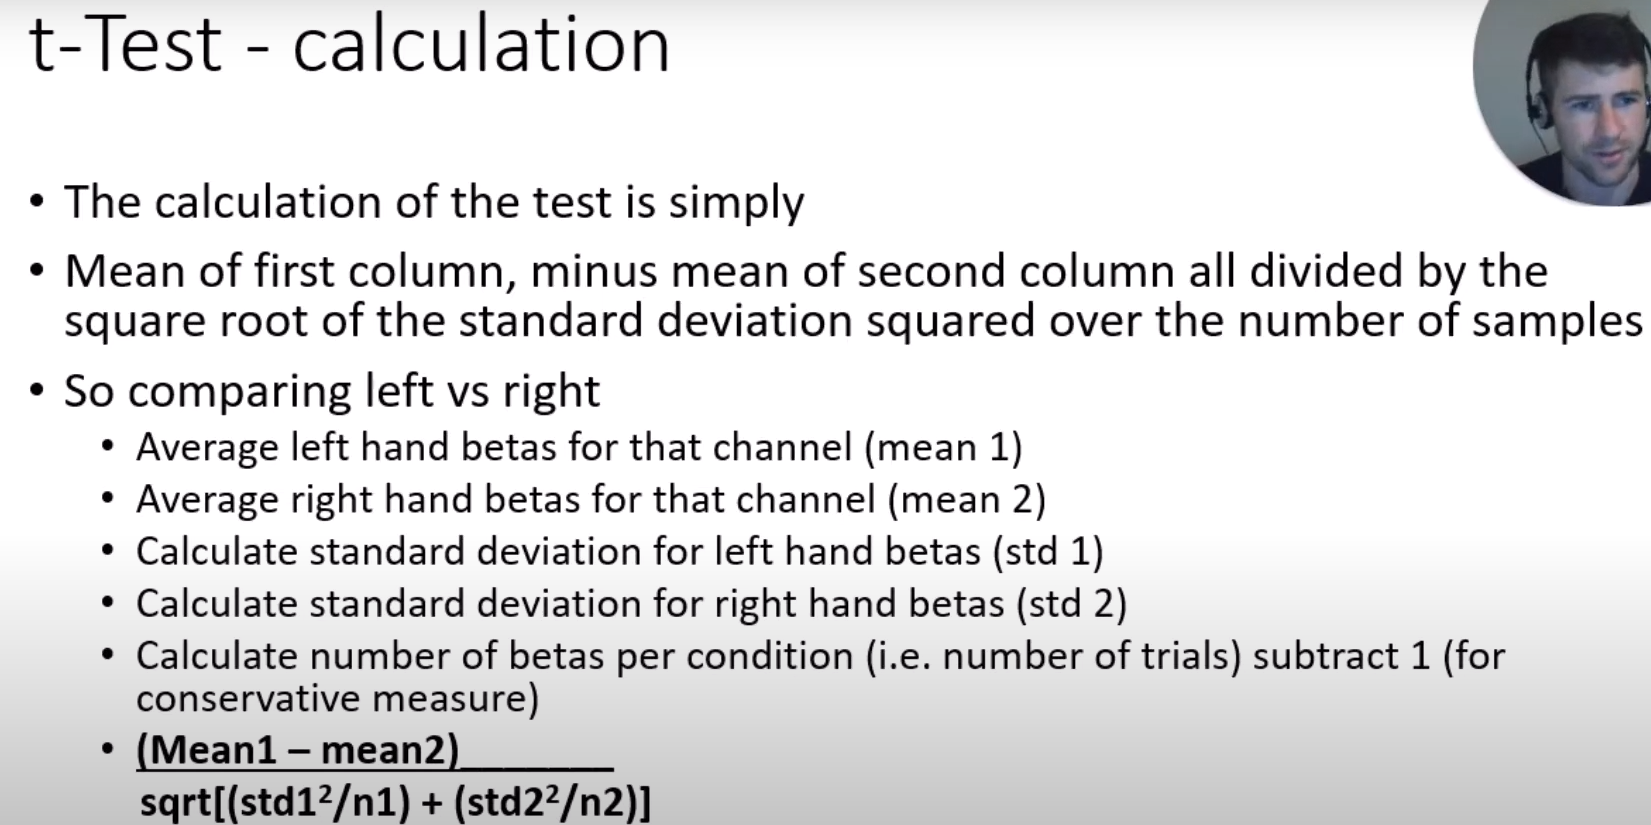 t-Test - calculation
• The calculation of the test is simply
• Mean of first column, minus mean of second column all divided by the
square root of the standard deviation squared over the number of samples
• So comparing left vs right
• Average left hand betas for that channel (mean 1)
• Average right hand betas for that channel (mean 2)
• Calculate standard deviation for left hand betas (std 1)
• Calculate standard deviation for right hand betas (std 2)
• Calculate number of betas per condition (i.e. number of trials) subtract 1 (for
conservative measure)
• (Mean1 – mean2)_______
sqrt[(std1²/n1) + (std2²/n2)]